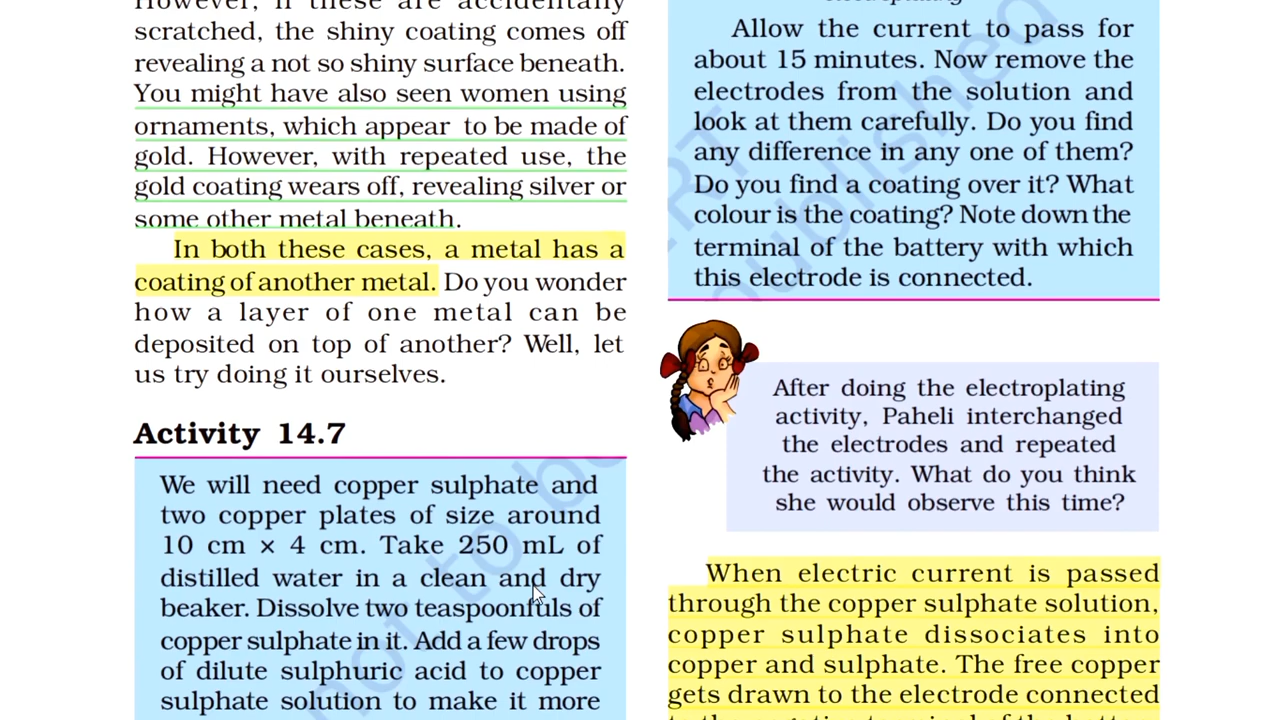 However, if these are accidentally
scratched, the shiny coating comes off
revealing a not so shiny surface beneath.
You might have also seen women using
ornaments, which appear to be made of
gold. However, with repeated use, the
gold coating wears off, revealing silver or
some other metal beneath.
In both these cases, a metal has a
coating of another metal. Do you wonder
how a layer of one metal can be
deposited on top of another? Well, let
us try doing it ourselves.
Activity 14.7
We will need copper sulphate and
two copper plates of size around
10 cm × 4 cm. Take 250 mL of
distilled water in a clean and dry
beaker. Dissolve two teaspoonfuls of
copper sulphate in it. Add a few drops
of dilute sulphuric acid to copper
sulphate solution to make it more
Allow the current to pass for
about 15 minutes. Now remove the
electrodes from the solution and
look at them carefully. Do you find
any difference in any one of them?
Do you find a coating over it? What
colour is the coating? Note down the
terminal of the battery with which
this electrode is connected.
After doing the electroplating
activity, Paheli interchanged
the electrodes and repeated
the activity. What do you think
she would observe this time?
When electric current is passed
through the copper sulphate solution,
copper sulphate dissociates into
copper and sulphate. The free copper
gets drawn to the electrode connected
not to be
published